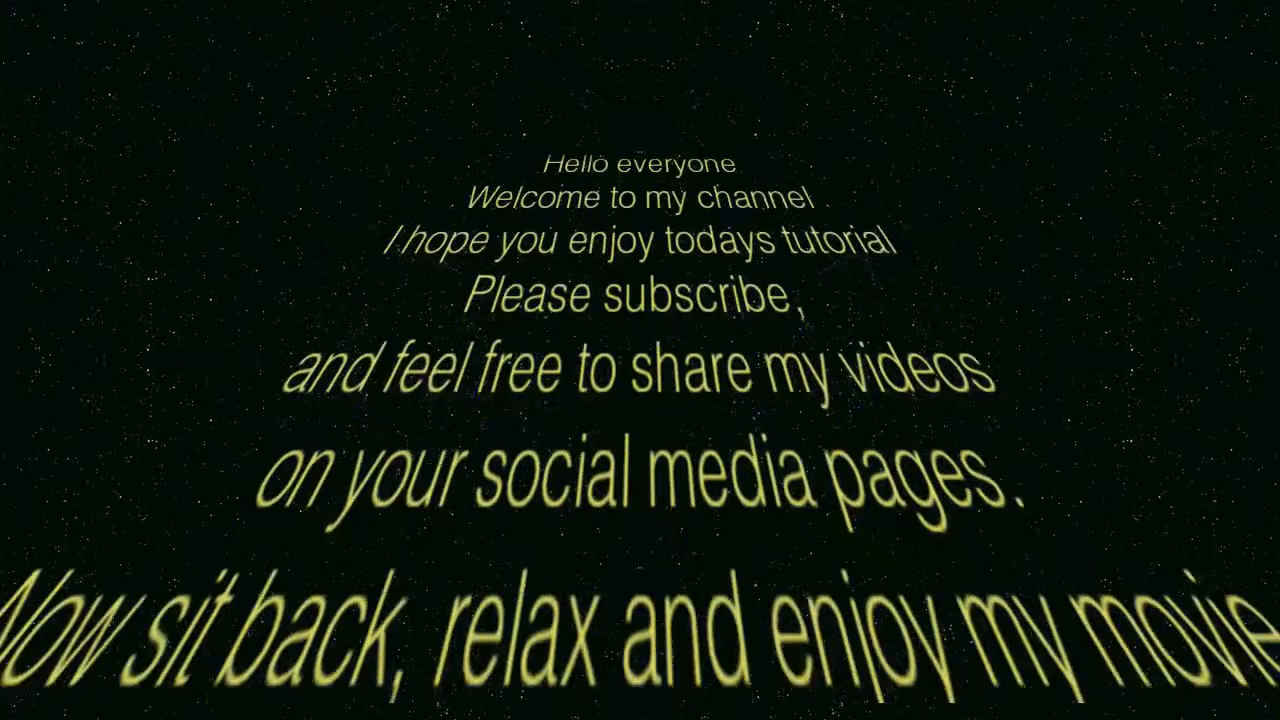 Hello everyone
Welcome to my channel
I hope you enjoy todays tutorial
Please subscribe,
and feel free to share my videos
on your social media pages.
Now sit back, relax and enjoy my movie